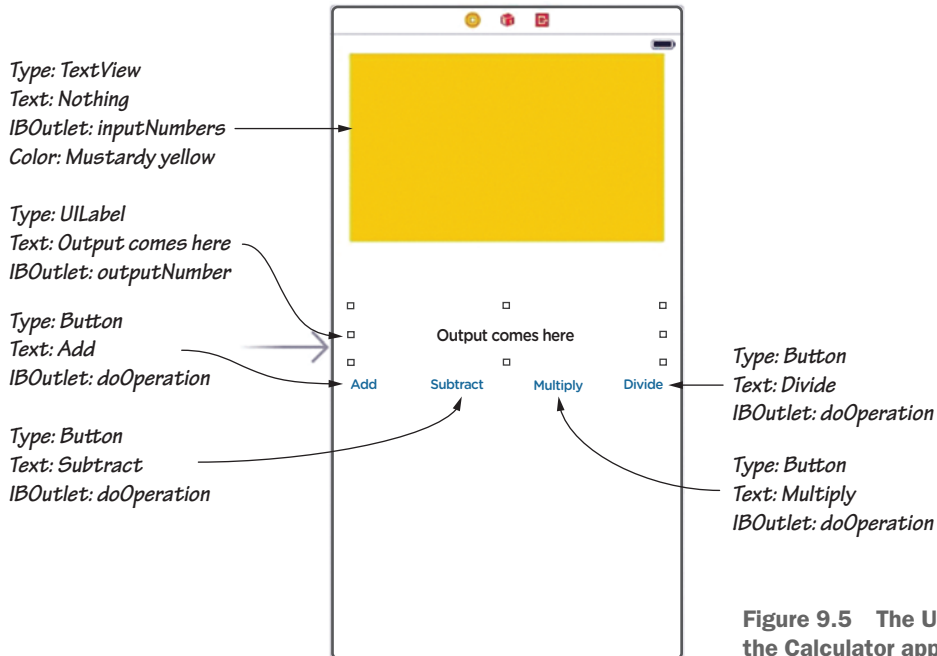 Type: TextView
Text: Nothing
IBOutlet: inputNumbers
Color: Mustardy yellow
Type: UILabel
Text: Output comes here
IBOutlet: outputNumber
Type: Button
Text: Add
IBOutlet: doOperation
Type: Button
Text: Subtract
IBOutlet: doOperation
Output comes here
Add Subtract Multiply Divide
Type: Button
Text: Divide
IBOutlet: doOperation
Type: Button
Text: Multiply
IBOutlet: doOperation
Figure 9.5 The U
the Calculator app